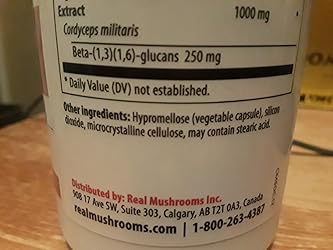 Extract 1000 mg
Cordyceps militaris
Beta-(1,3)(1,6)-glucans 250 mg
* Daily Value (DV) not established.
Other ingredients: Hypromellose (vegetable capsule), silicon
dioxide, microcrystalline cellulose, may contain stearic acid.
Distributed by: Real Mushrooms Inc.
908 17 Ave SW, Suite 303, Calgary, AB T2T 0A3, Canada
realmushrooms.com | 1-800-263-4387